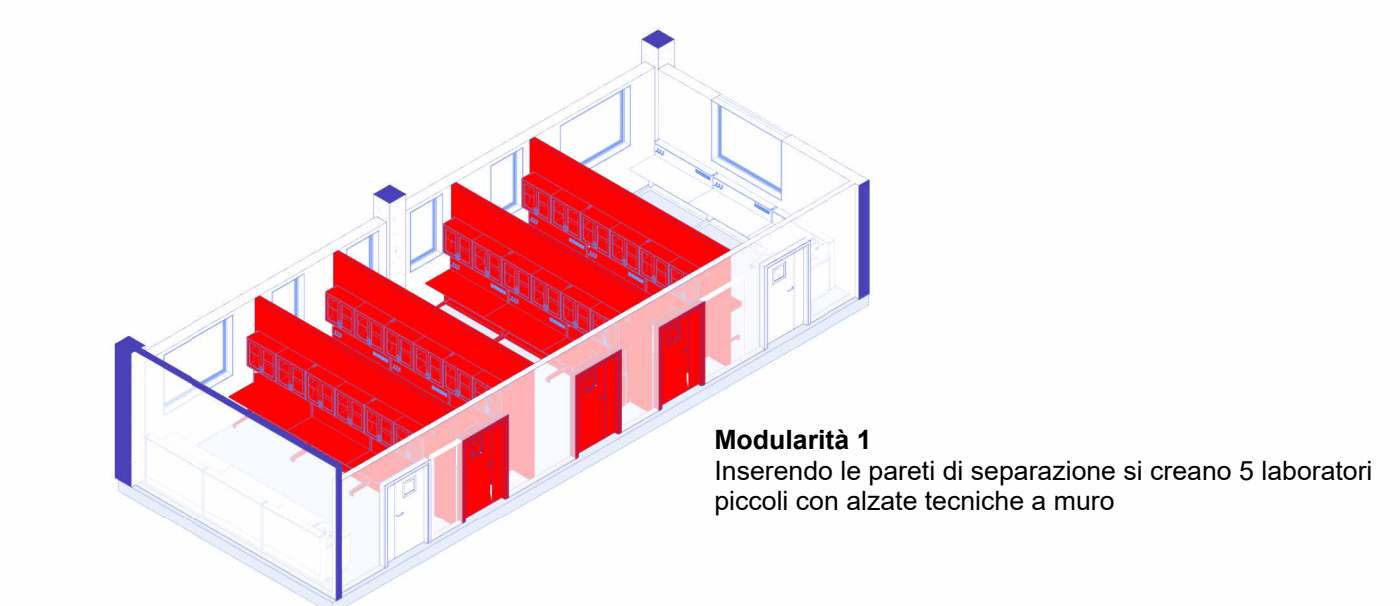 Modularità 1
Inserendo le pareti di separazione si creano 5 laboratori
piccoli con alzate tecniche a muro